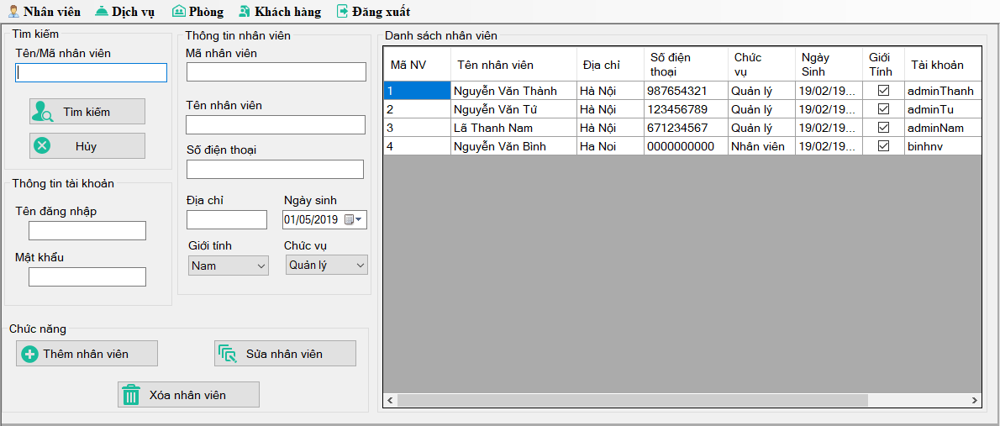 Nhân viên Dịch vụ Phòng Khách hàng Đăng xuất
Tìm kiếm
Tên/Mã nhân viên
Tìm kiếm
Hủy
Thông tin tài khoản
Tên đăng nhập
Mật khẩu
Thông tin nhân viên
Mã nhân viên
Tên nhân viên
Số điện thoại
Địa chỉ Ngày sinh
01/05/2019
Giới tính Chức vụ
Nam Quản lý
Chức năng
Thêm nhân viên Sửa nhân viên
Xóa nhân viên
Danh sách nhân viên
Mã NV Tên nhân viên Địa chỉ Số điện thoại Chức vụ Ngày Sinh Giới Tính Tài khoản
1 Nguyễn Văn Thành Hà Nội 987654321 Quản lý 19/02/19... adminThanh
2 Nguyễn Văn Tứ Hà Nội 123456789 Quản lý 19/02/19... adminTu
3 Lã Thanh Nam Hà Nội 671234567 Quản lý 19/02/19... adminNam
4 Nguyễn Văn Bình Ha Noi 0000000000 Nhân viên 19/02/19... binhnv